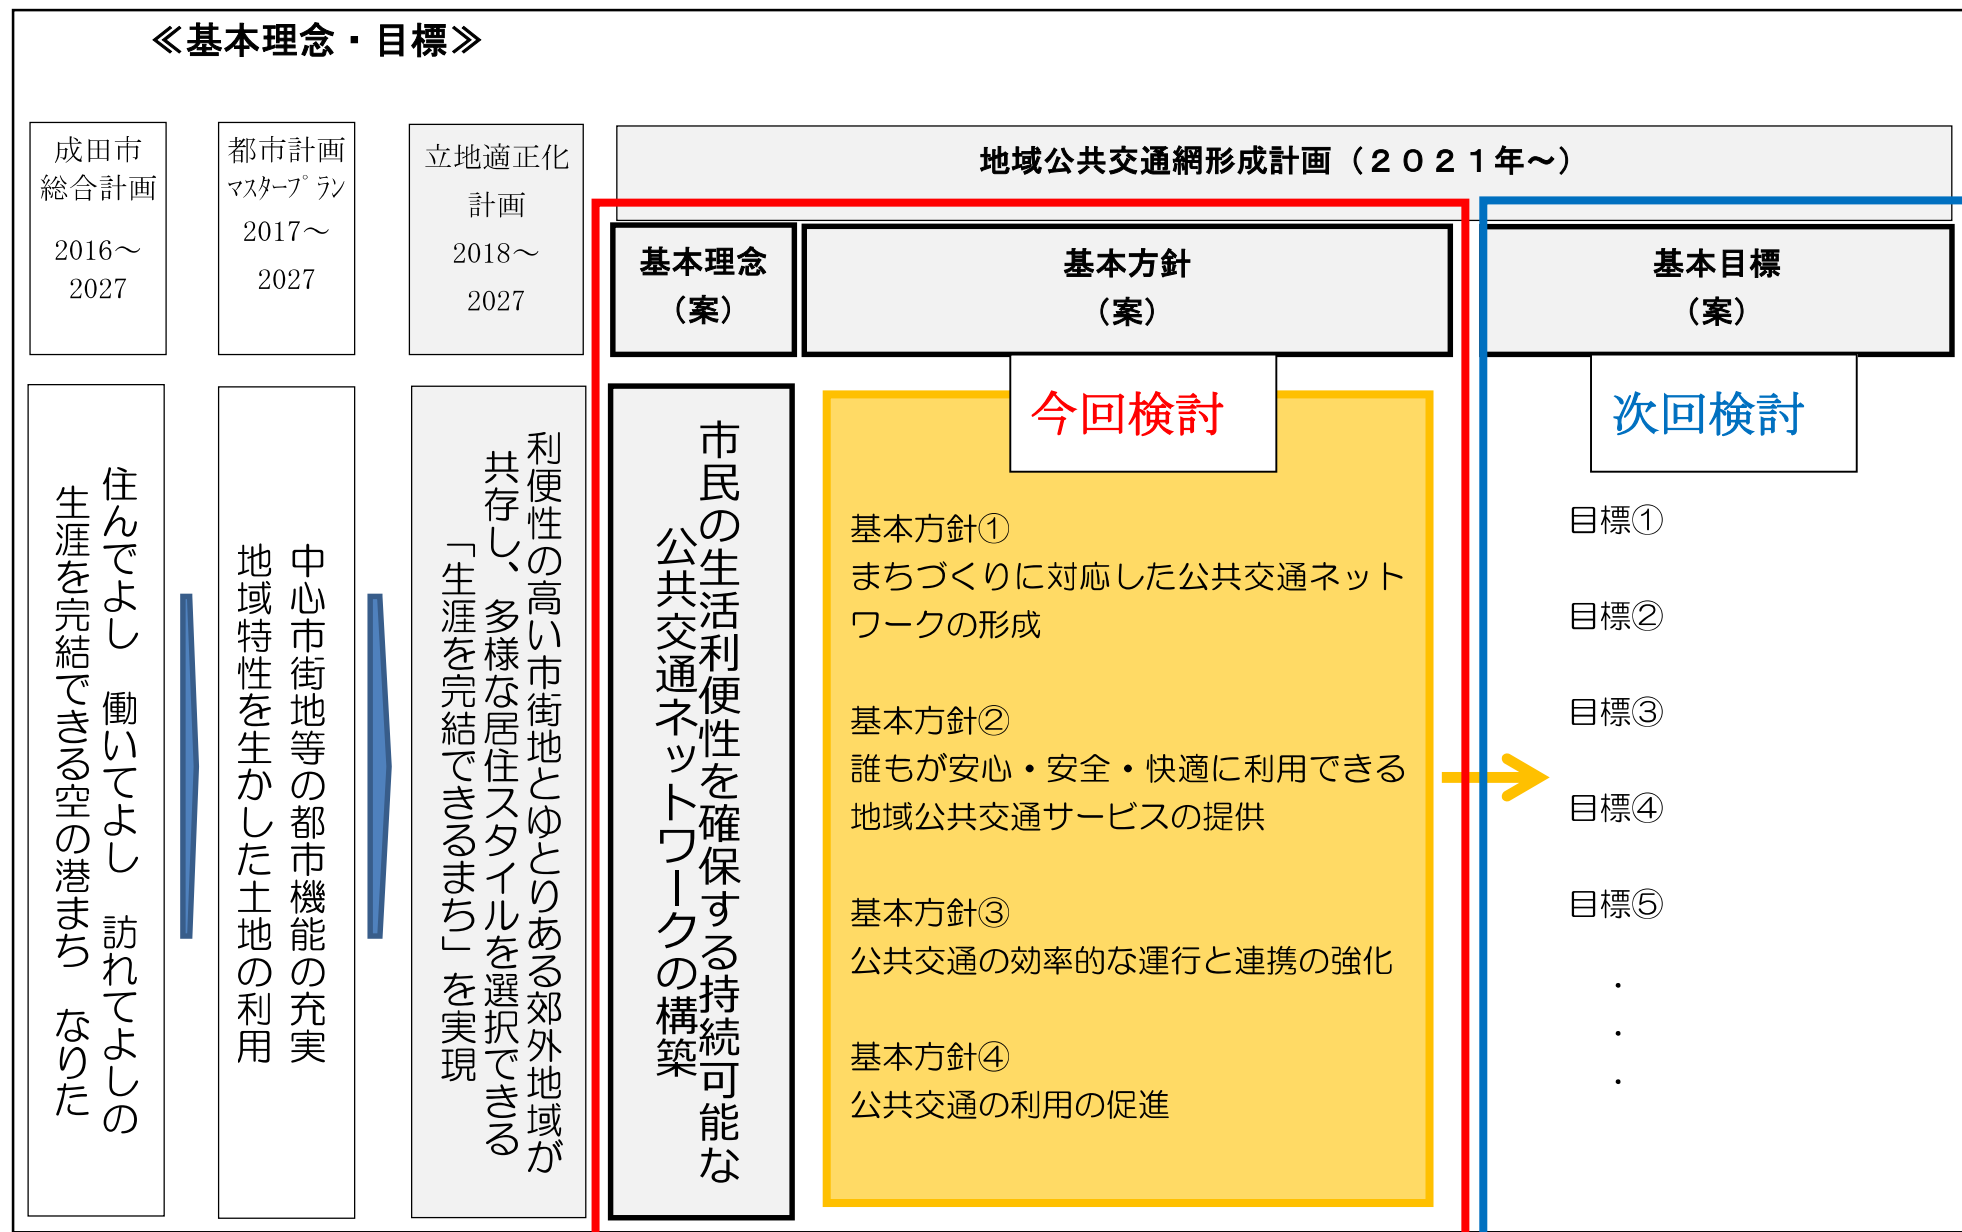 ≪基本理念・目標≫
成田市
総合計画
2016～
2027
都市計画
ﾏｽﾀｰﾌﾟﾗﾝ
2017～
2027
立地適正化
計画
2018～
2027
地域公共交通網形成計画（２０２１年～）
基本理念
（案）
基本方針
（案）
基本目標
（案）
住んでよし　働いてよし　訪れてよしの
生涯を完結できる空の港まち　なりた
中心市街地等の都市機能の充実
地域特性を生かした土地の利用
利便性の高い市街地とゆとりある郊外地域が
共存し、多様な居住スタイルを選択できる
「生涯を完結できるまち」を実現
市民の生活利便性を確保する持続可能な
公共交通ネットワークの構築
今回検討
基本方針①
まちづくりに対応した公共交通ネット
ワークの形成
基本方針②
誰もが安心・安全・快適に利用できる
地域公共交通サービスの提供
基本方針③
公共交通の効率的な運行と連携の強化
基本方針④
公共交通の利用の促進
次回検討
目標①
目標②
目標③
目標④
目標⑤
・
・
・